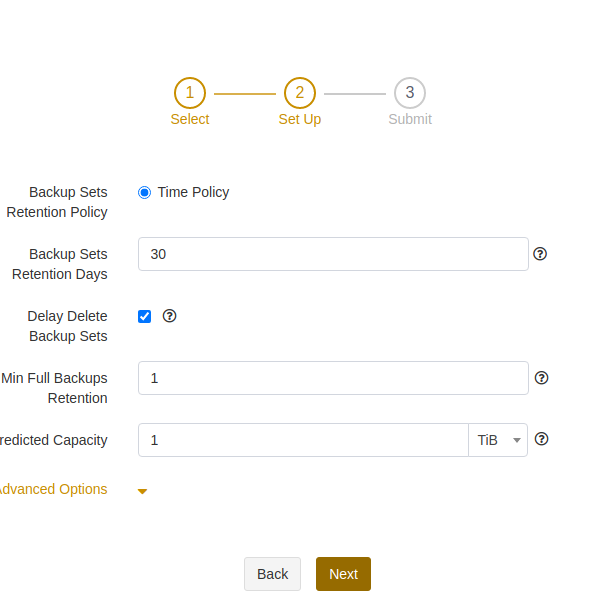 1 2 3
Select Set Up Submit
Backup Sets Time Policy
Retention Policy
Backup Sets 30
Retention Days
Delay Delete
Backup Sets
Min Full Backups 1
Retention
redicted Capacity 1 TiB
Advanced Options
Back Next